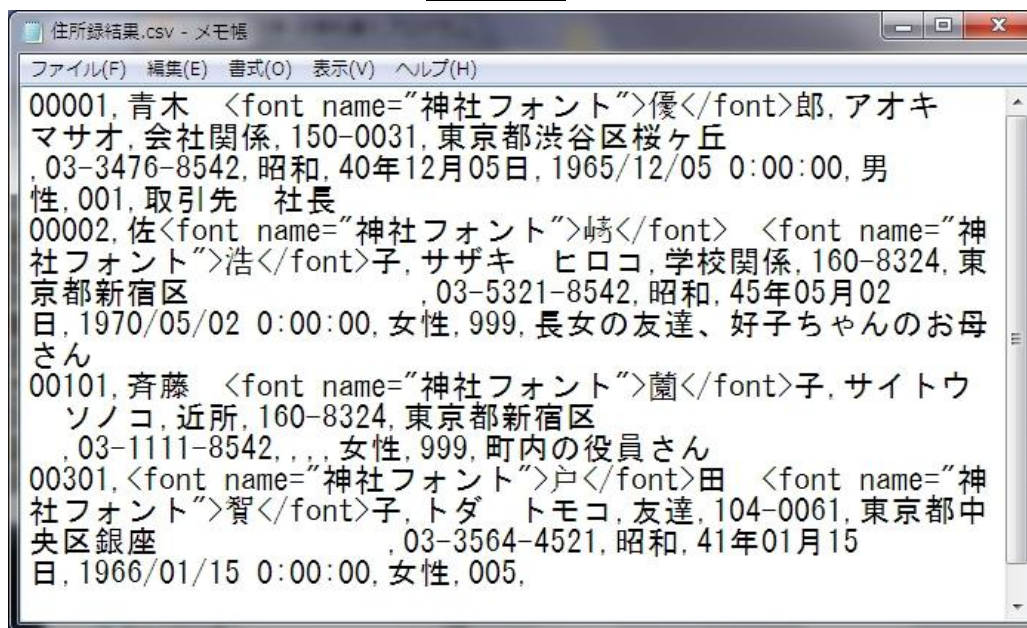 住所録結果.csv - メモ帳
ファイル(F) 編集(E) 書式(O) 表示(V) ヘルプ(H)
00001,青木　<font name="神社フォント">優</font>郎,アオキ
マサオ,会社関係,150-0031,東京都渋谷区桜ヶ丘
,03-3476-8542,昭和,40年12月05日,1965/12/05 0:00:00,男
性,001,取引先　社長
00002,佐<font name="神社フォント">﨑</font>　<font name="神
社フォント">浩</font>子,サザキ　ヒロコ,学校関係,160-8324,東
京都新宿区　　　　　　　　,03-5321-8542,昭和,45年05月02
日,1970/05/02 0:00:00,女性,999,長女の友達、好子ちゃんのお母
さん
00101,斉藤　<font name="神社フォント">薗</font>子,サイトウ
　ソノコ,近所,160-8324,東京都新宿区
,03-1111-8542,,,,女性,999,町内の役員さん
00301,<font name="神社フォント">戸</font>田　<font name="神
社フォント">賀</font>子,トダ　トモコ,友達,104-0061,東京都中
央区銀座　　　　　　　　,03-3564-4521,昭和,41年01月15
日,1966/01/15 0:00:00,女性,005,